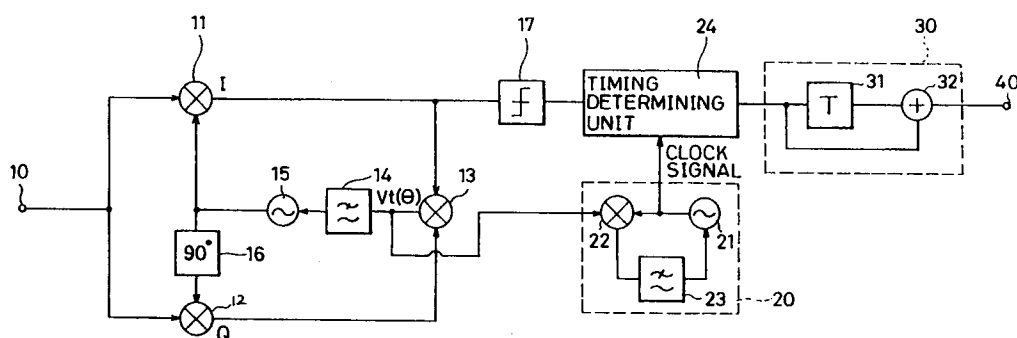 11
17
24
30
I
TIMING
DETERMINING
UNIT
31
32
40
T
+
10
15
14
Vt(θ)
13
CLOCK
SIGNAL
90°
16
22
21
12
Q
23
20